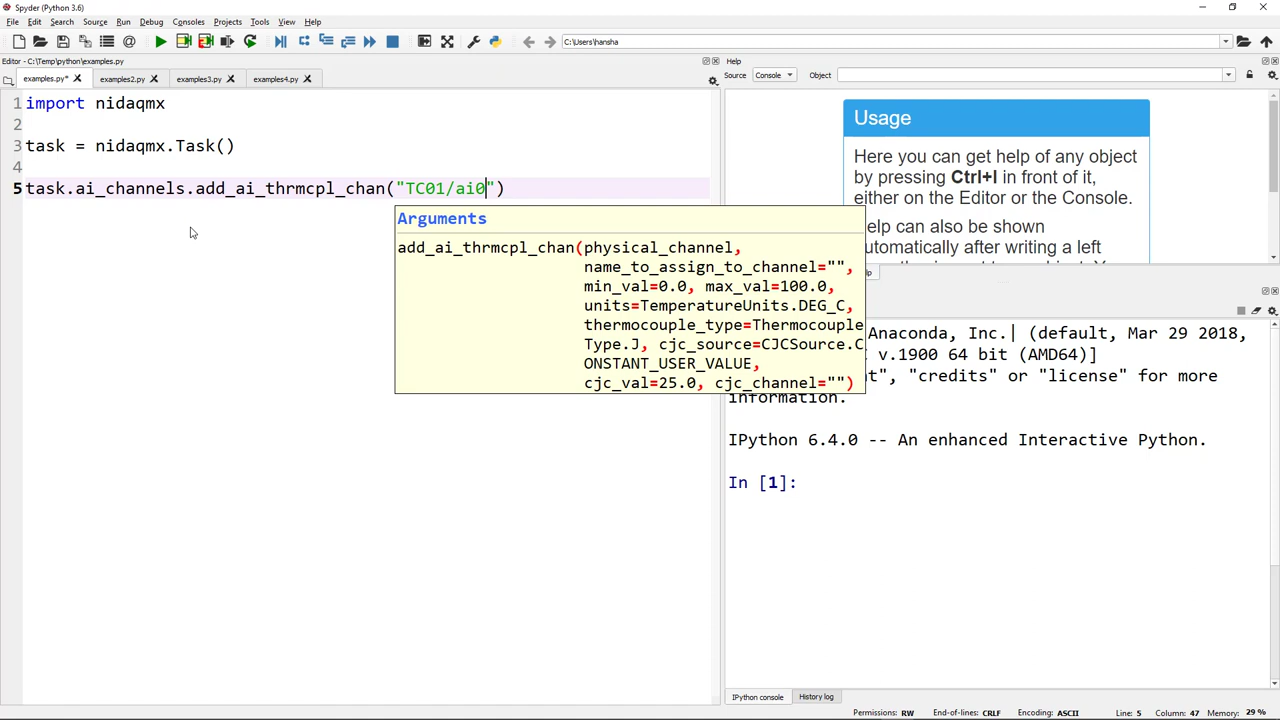 Spyder (Python 3.6)
File Edit Search Source Run Debug Consoles Projects Tools View Help
C:\Users\hansha
Editor - C:\Temp\python\examples.py
examples.py* examples2.py examples3.py examples4.py
1 import nidaqmx
2
3 task = nidaqmx.Task()
4
5 task.ai_channels.add_ai_thrmcpl_chan("TC01/ai0")
Arguments
add_ai_thrmcpl_chan(physical_channel,
name_to_assign_to_channel="",
min_val=0.0, max_val=100.0,
units=TemperatureUnits.DEG_C,
thermocouple_type=Thermocouple
Type.J, cjc_source=CJCSource.C
ONSTANT_USER_VALUE,
cjc_val=25.0, cjc_channel="")
Help
Source Console Object
Usage
Here you can get help of any object
by pressing Ctrl+I in front of it,
either on the Editor or the Console.
Help can also be shown
automatically after writing a left
Anaconda, Inc.| (default, Mar 29 2018,
v.1900 64 bit (AMD64)]
", "credits" or "license" for more
information.
IPython 6.4.0 -- An enhanced Interactive Python.
In [1]:
IPython console History log
Permissions: RW End-of-lines: CRLF Encoding: ASCII Line: 5 Column: 47 Memory: 29 %